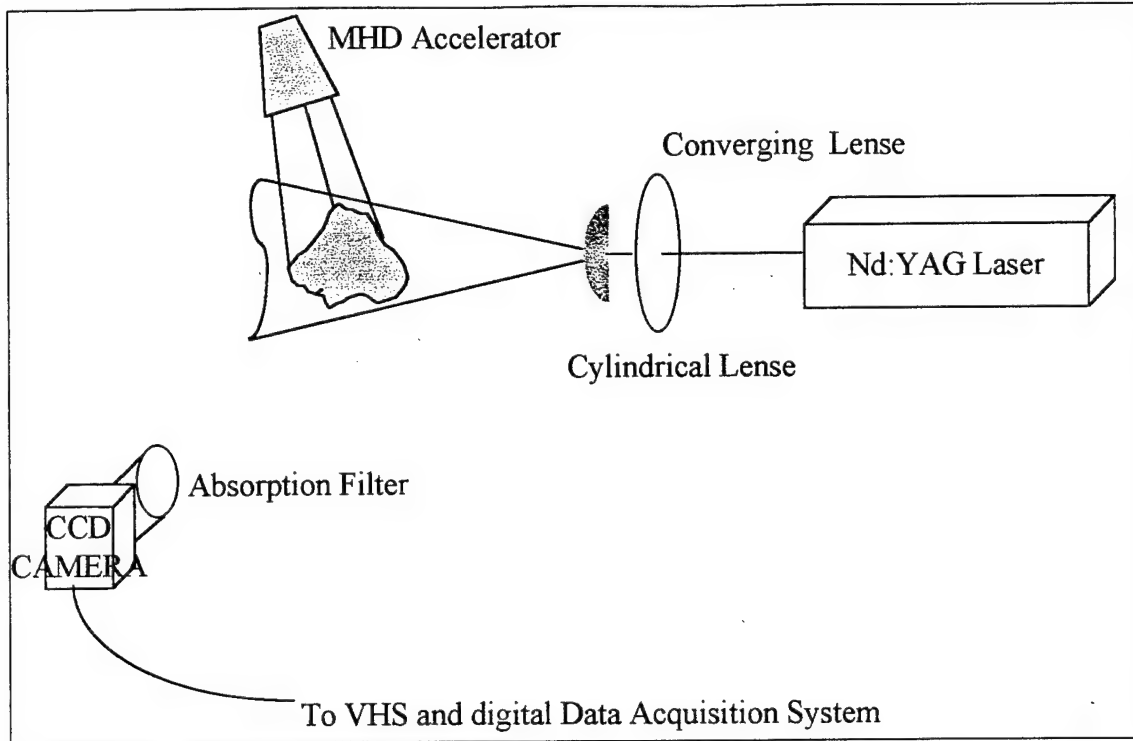 MHD Accelerator
Converging Lense
Nd:YAG Laser
Cylindrical Lense
Absorption Filter
CCD
CAMERA
To VHS and digital Data Acquisition System